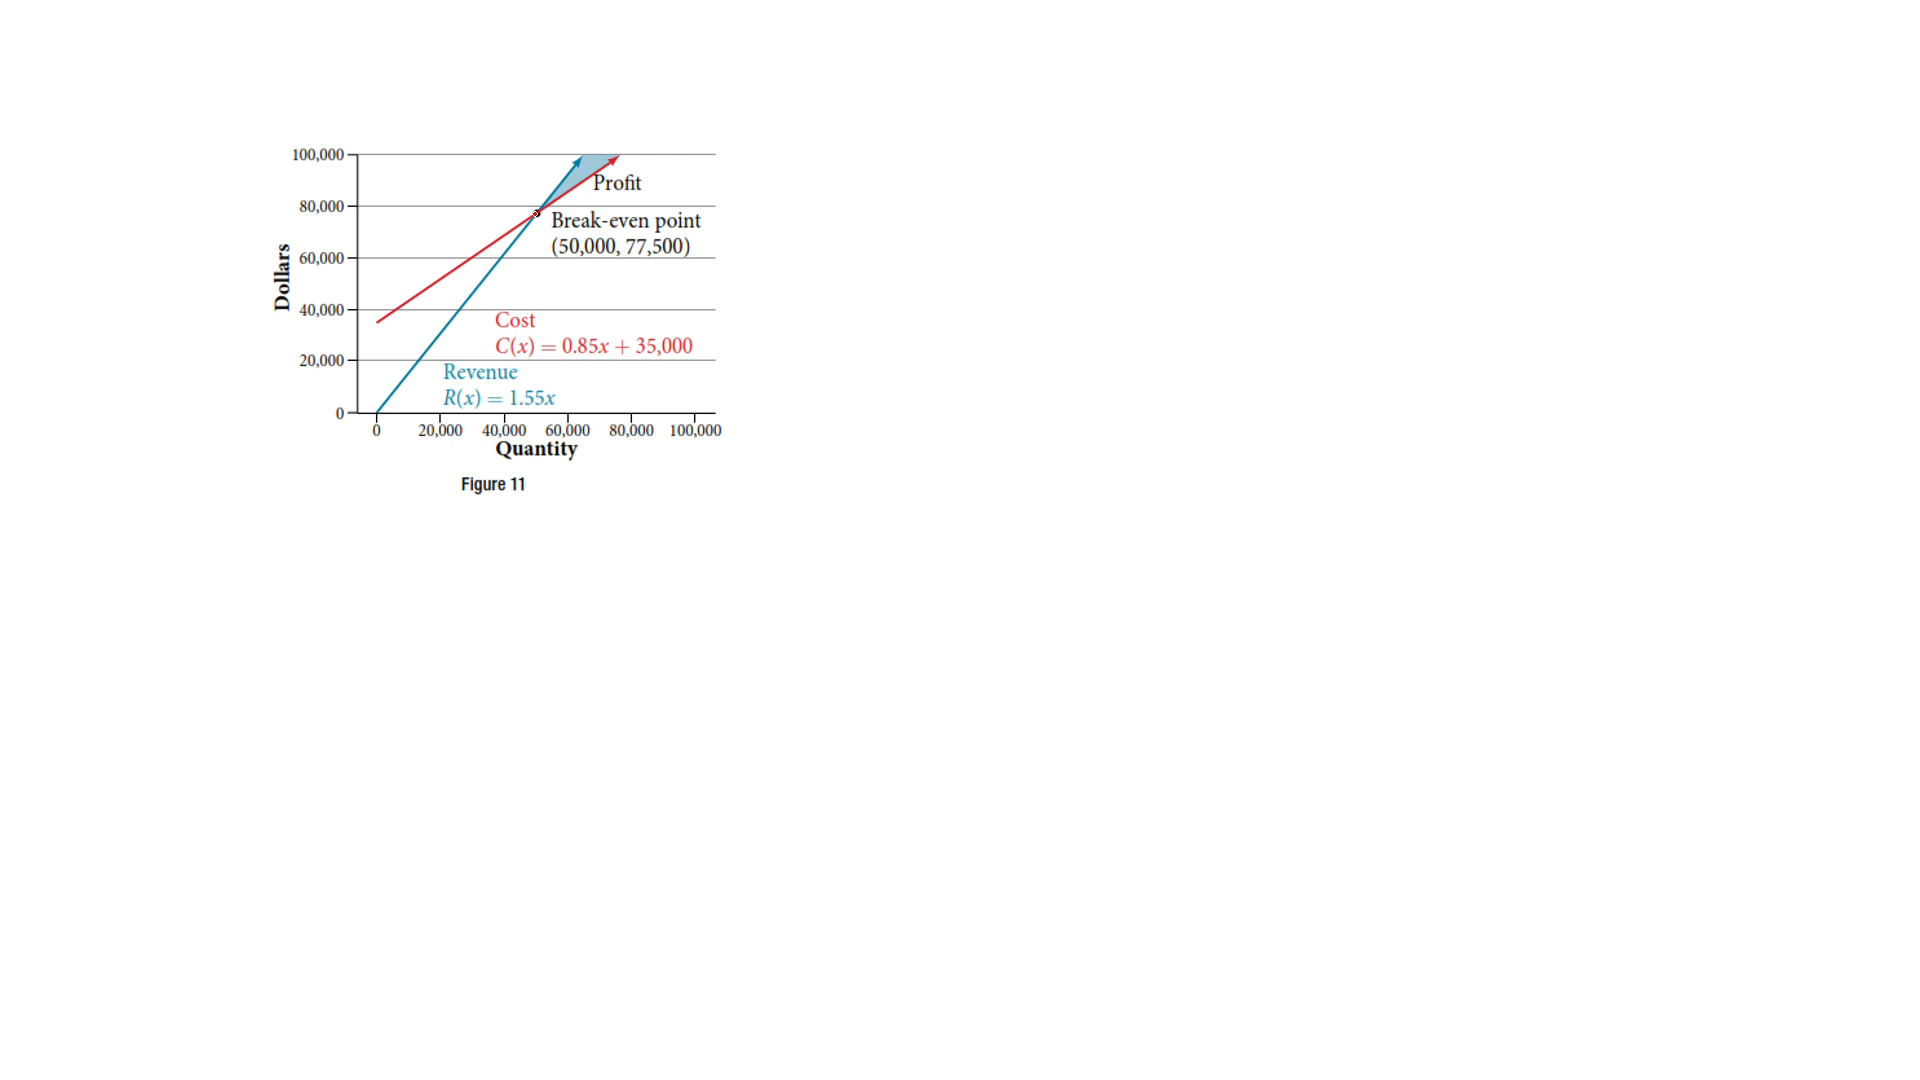 100,000
Profit
80,000
Break-even point
(50,000, 77,500)
60,000
Dollars
40,000
Cost
C(x) = 0.85x + 35,000
20,000
Revenue
R(x) = 1.55x
0
0 20,000 40,000 60,000 80,000 100,000
Quantity
Figure 11